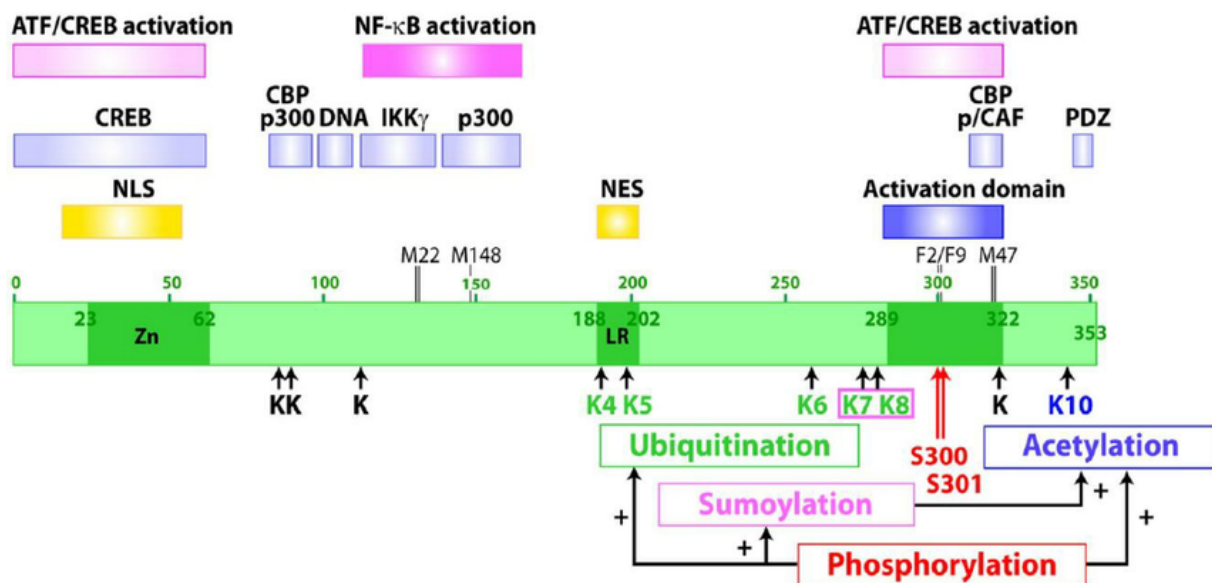 ATF/CREB activation
NF-κB activation
ATF/CREB activation
CREB
CBP
p300
DNA
IKKγ
p300
CBP
p/CAF
PDZ
NLS
NES
Activation domain
M22
M148
F2/F9
M47
0
50
100
150
200
250
300
350
23
Zn
62
188
LR
202
289
322
353
KK
K
K4
K5
K6
K7
K8
K
K10
Ubiquitination
S300
S301
Acetylation
Sumoylation
+
+
+
+
Phosphorylation